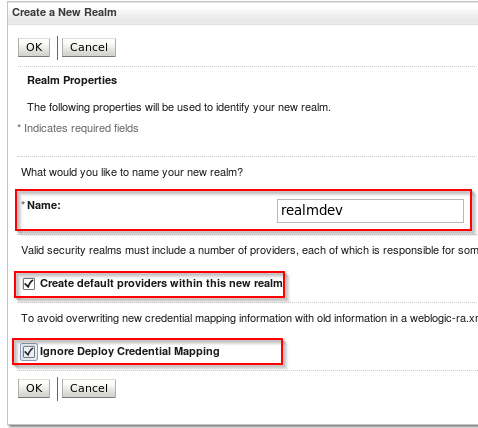 Create a New Realm
OK Cancel
Realm Properties
The following properties will be used to identify your new realm.
* Indicates required fields
What would you like to name your new realm?
* Name: realmdev
Valid security realms must include a number of providers, each of which is responsible for
Create default providers within this new realm
To avoid overwriting new credential mapping information with old information in a
Ignore Deploy Credential Mapping
OK Cancel